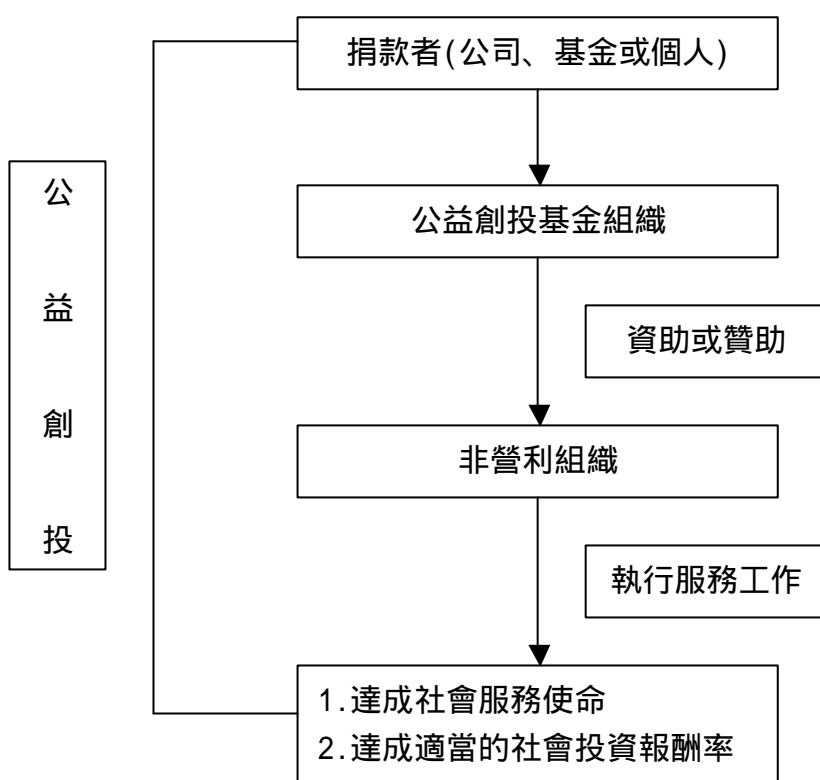 捐款者(公司、基金或個人)
公益創投
公益創投基金組織
資助或贊助
非營利組織
執行服務工作
1.達成社會服務使命
2.達成適當的社會投資報酬率